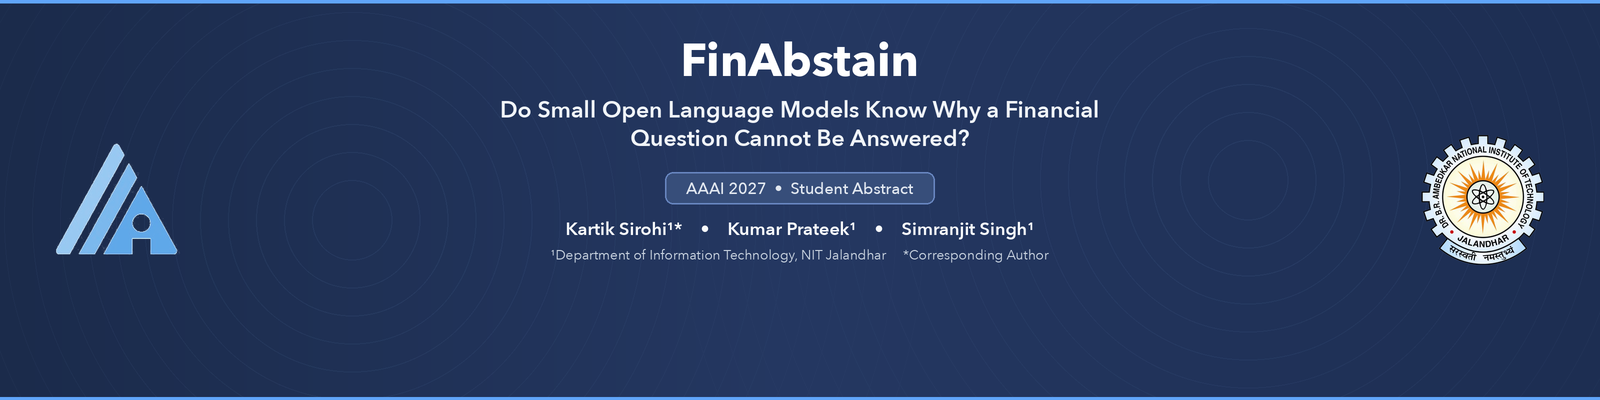 FinAbstain
Do Small Open Language Models Know Why a Financial
Question Cannot Be Answered?
AAAI 2027 • Student Abstract
Kartik Sirohi¹* • Kumar Prateek¹ • Simranjit Singh¹
¹Department of Information Technology, NIT Jalandhar *Corresponding Author
DR. B.R. AMBEDKAR NATIONAL INSTITUTE OF TECHNOLOGY
JALANDHAR
सरस्वती नमस्तुभ्यं